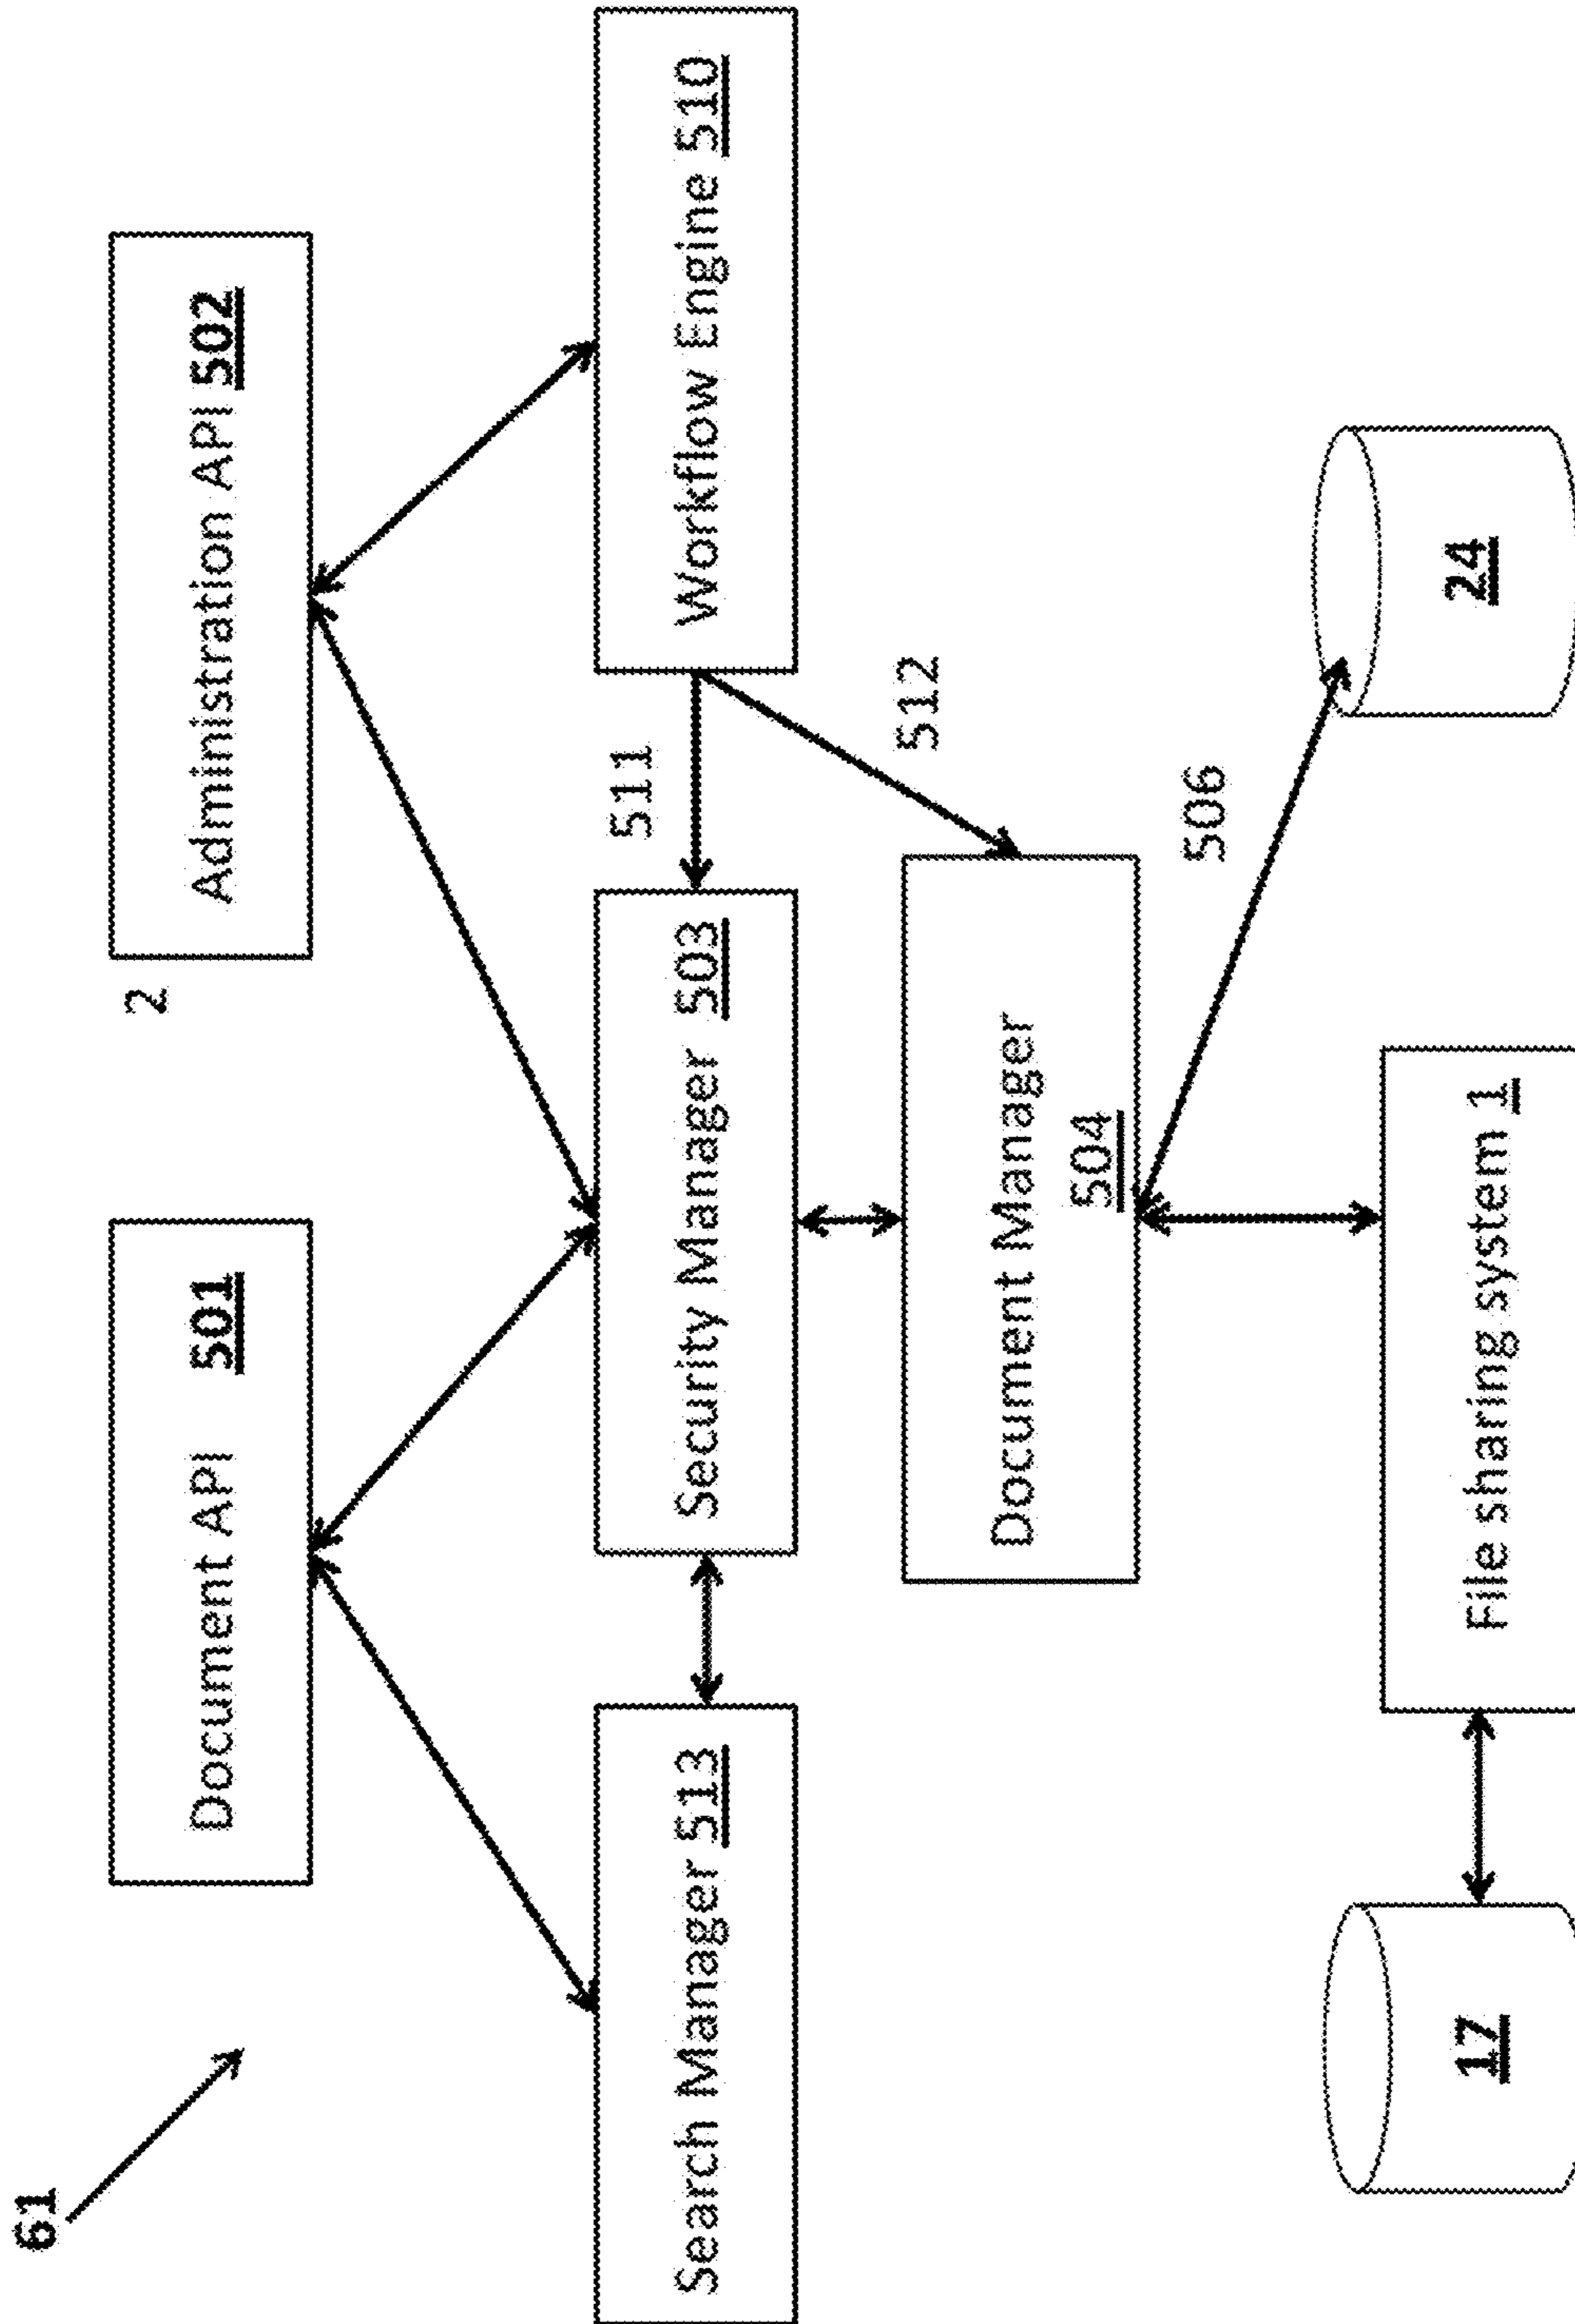 61
Document API 501
2
Administration API 502
Search Manager 513
Security Manager 503
511
Workflow Engine 510
512
Document Manager
504
506
17
File sharing system 1
24